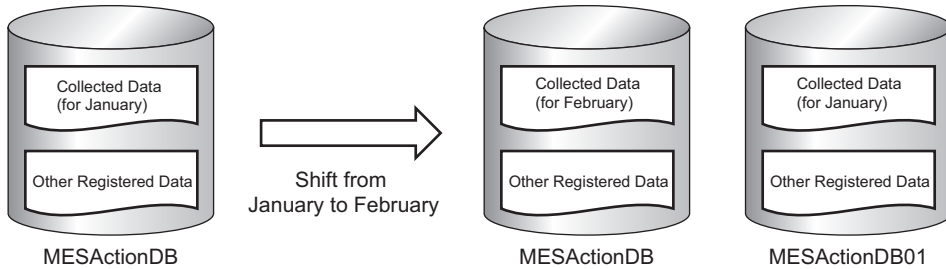 Collected Data
(for January)
Other Registered Data
MESActionDB
Shift from
January to February
Collected Data
(for February)
Other Registered Data
MESActionDB
Collected Data
(for January)
Other Registered Data
MESActionDB01